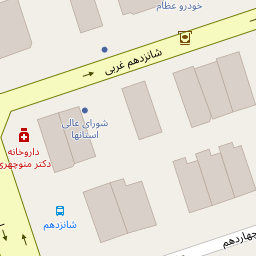 خودرو عظام
شانزدهم غربی
شورای عالی
استانها
داروخانه
دکتر منوچهری
شانزدهم
چهاردهم